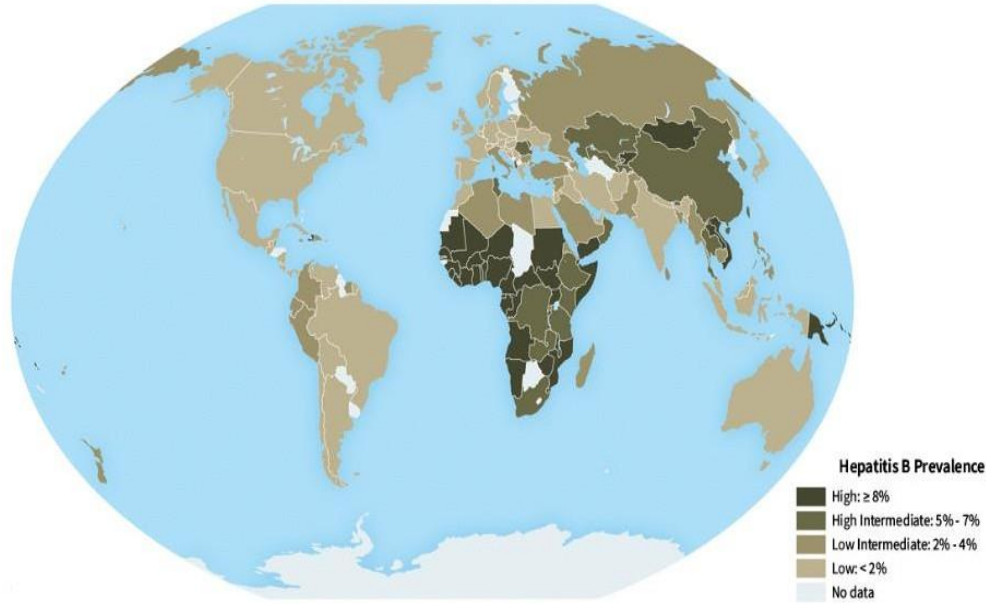 Hepatitis B Prevalence
High: ≥ 8%
High Intermediate: 5% - 7%
Low Intermediate: 2% - 4%
Low: < 2%
No data